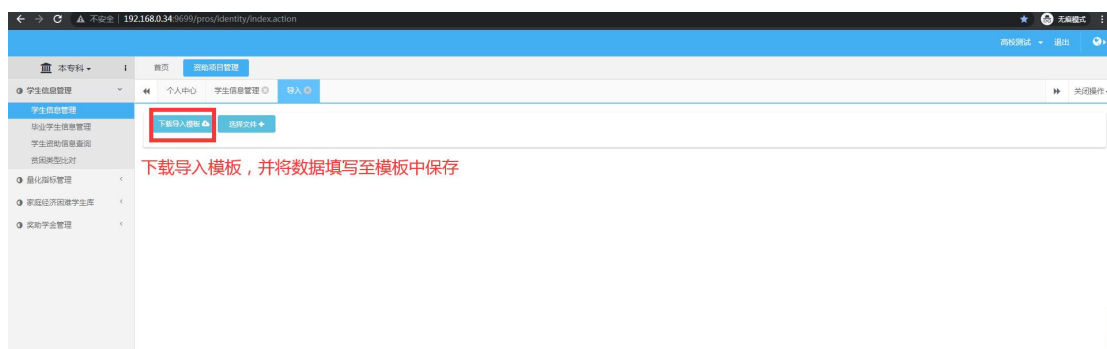 不安全 | 192.168.0.34:9699/pros/identity/index.action 无痕模式
高校测试 退出
本专科 首页 资助项目管理
学生信息管理 个人中心 学生信息管理 导入 关闭操作
学生信息管理
下载导入模板 选择文件
毕业学生信息管理
学生资助信息查询
贫困类型比对
下载导入模板，并将数据填写至模板中保存
量化指标管理
家庭经济困难学生库
奖助学金管理